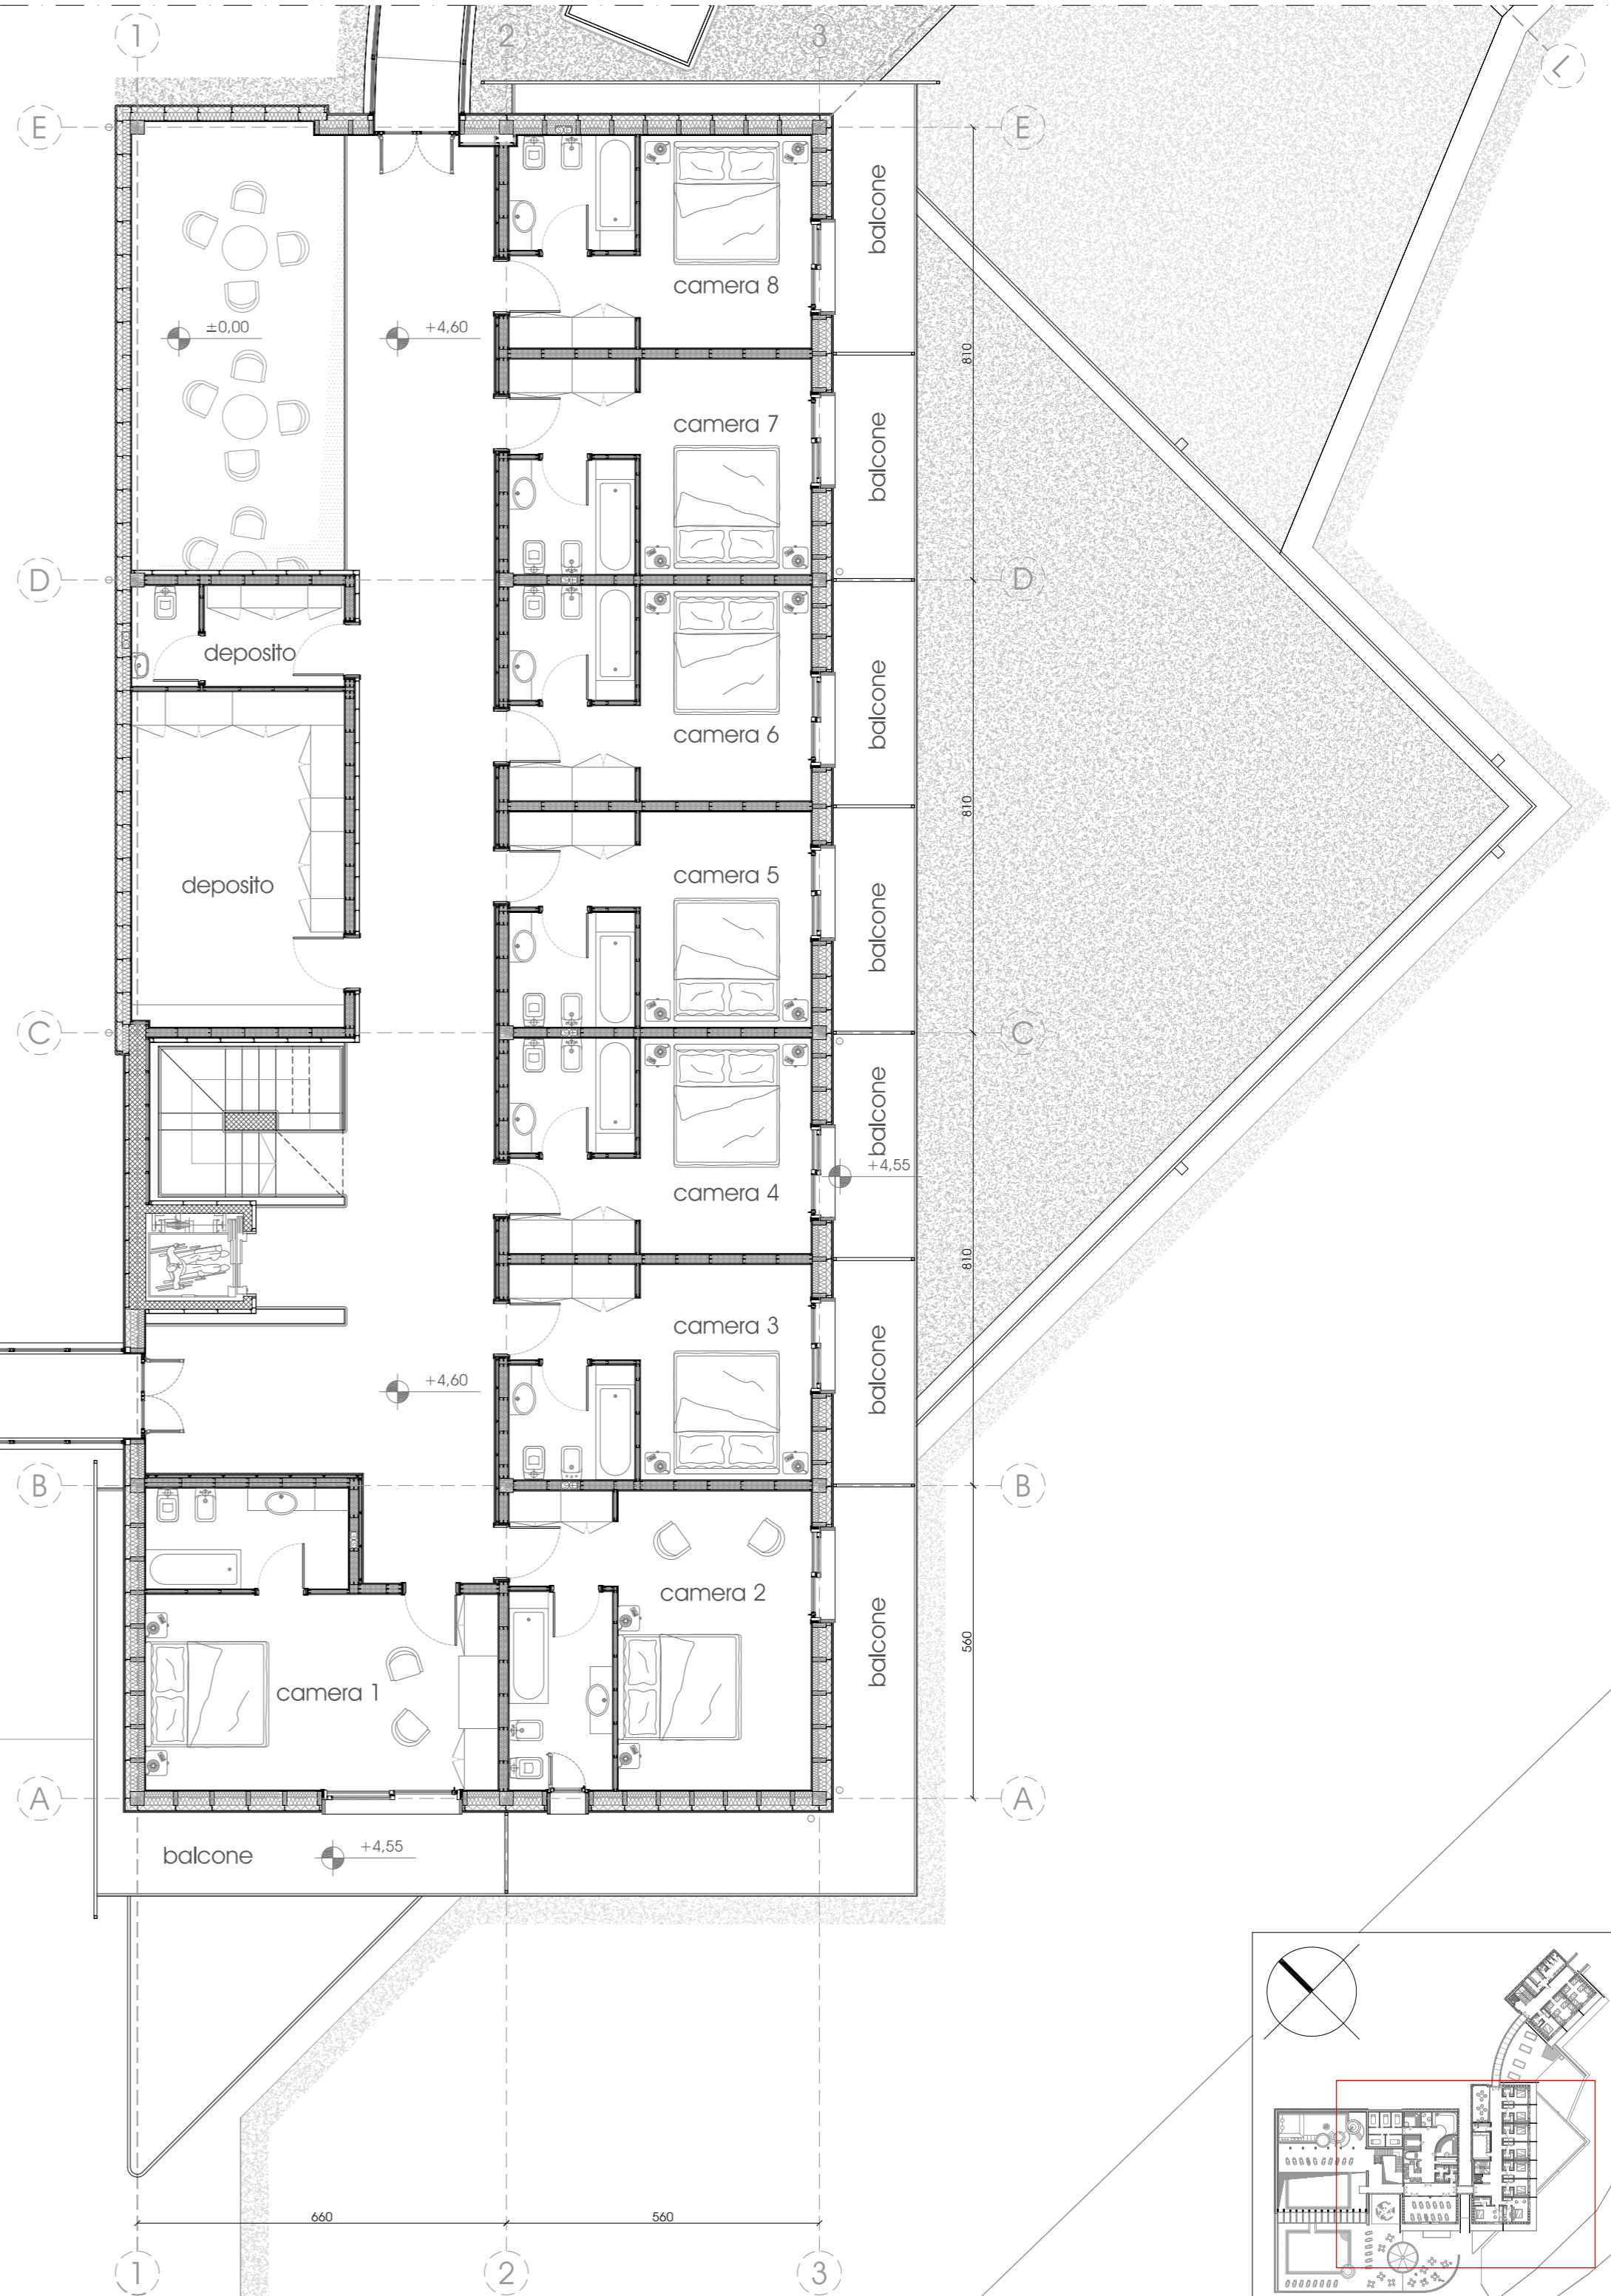 1
2
3
7
E
E
balcone
camera 8
±0,00
+4,60
810
camera 7
balcone
D
D
deposito
balcone
camera 6
810
camera 5
deposito
balcone
C
C
balcone
+4,55
camera 4
810
camera 3
balcone
+4,60
B
B
camera 2
balcone
560
camera 1
A
A
balcone
+4,55
660
560
1
2
3